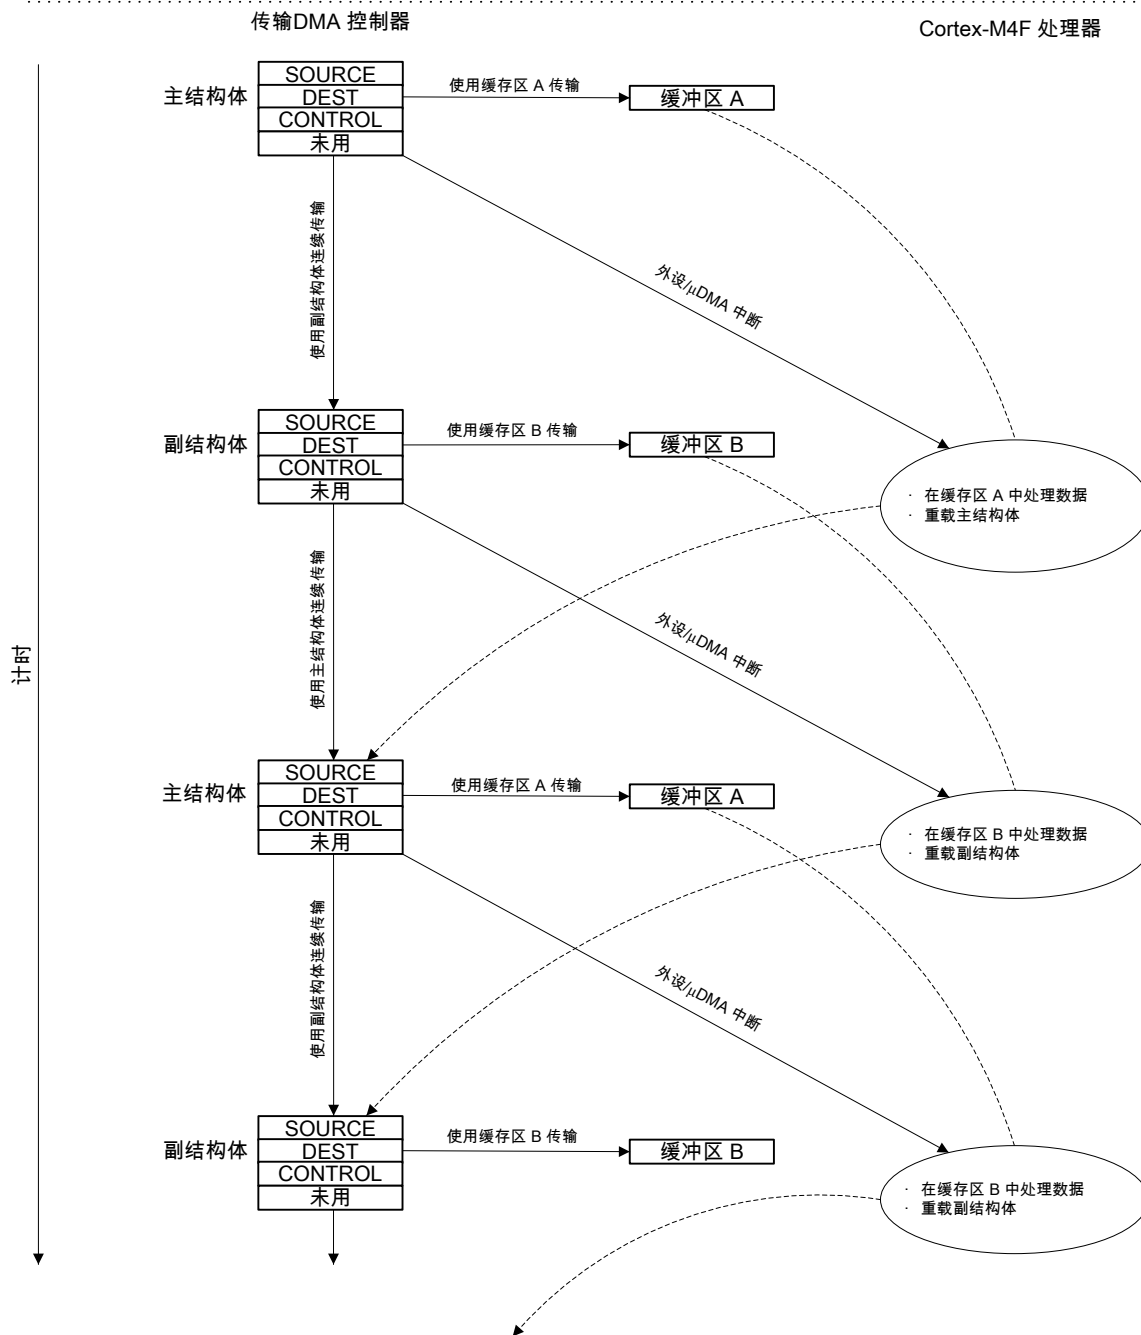 传输DMA 控制器
Cortex-M4F 处理器
主结构体
SOURCE
DEST
CONTROL
未用
使用缓存区 A 传输
缓冲区 A
使用副结构体连续传输
外设/µDMA 中断
副结构体
SOURCE
DEST
CONTROL
未用
使用缓存区 B 传输
缓冲区 B
· 在缓存区 A 中处理数据
· 重载主结构体
使用主结构体连续传输
外设/µDMA 中断
计时
主结构体
SOURCE
DEST
CONTROL
未用
使用缓存区 A 传输
缓冲区 A
· 在缓存区 B 中处理数据
· 重载副结构体
使用副结构体连续传输
外设/µDMA 中断
副结构体
SOURCE
DEST
CONTROL
未用
使用缓存区 B 传输
缓冲区 B
· 在缓存区 B 中处理数据
· 重载副结构体